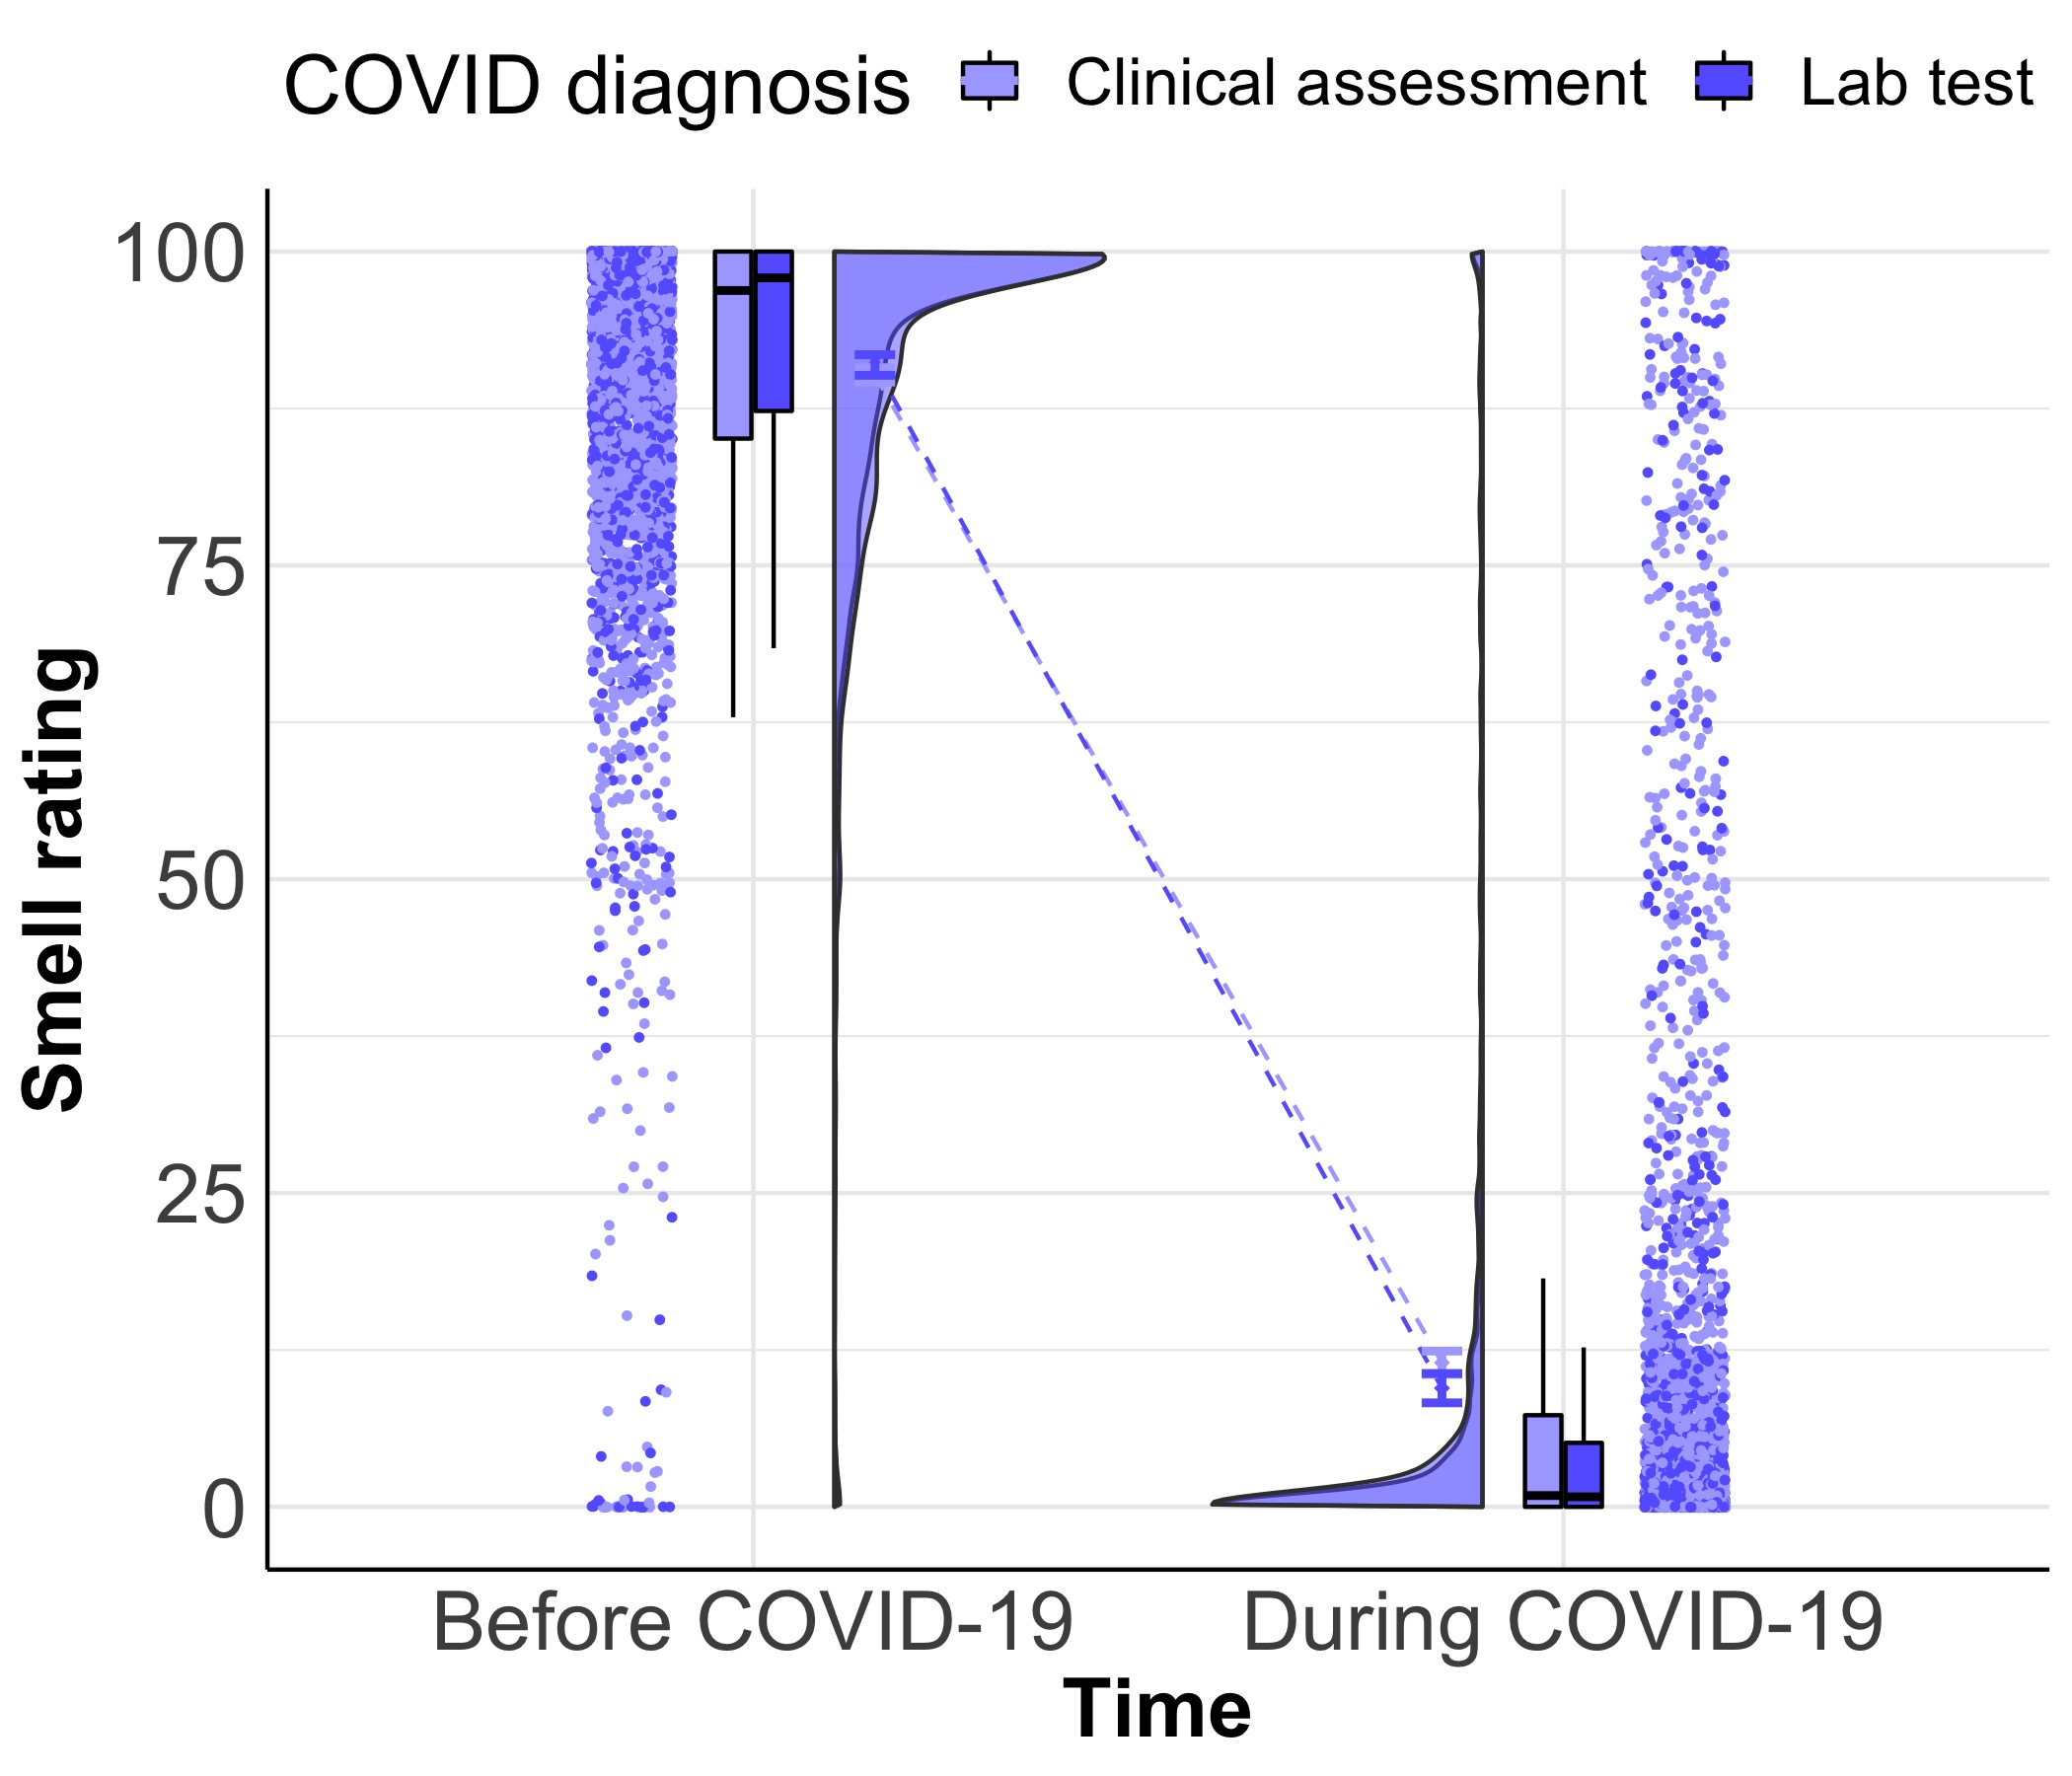 COVID diagnosis Clinical assessment Lab test
100
75
50
25
0
Smell rating
Before COVID-19 During COVID-19
Time